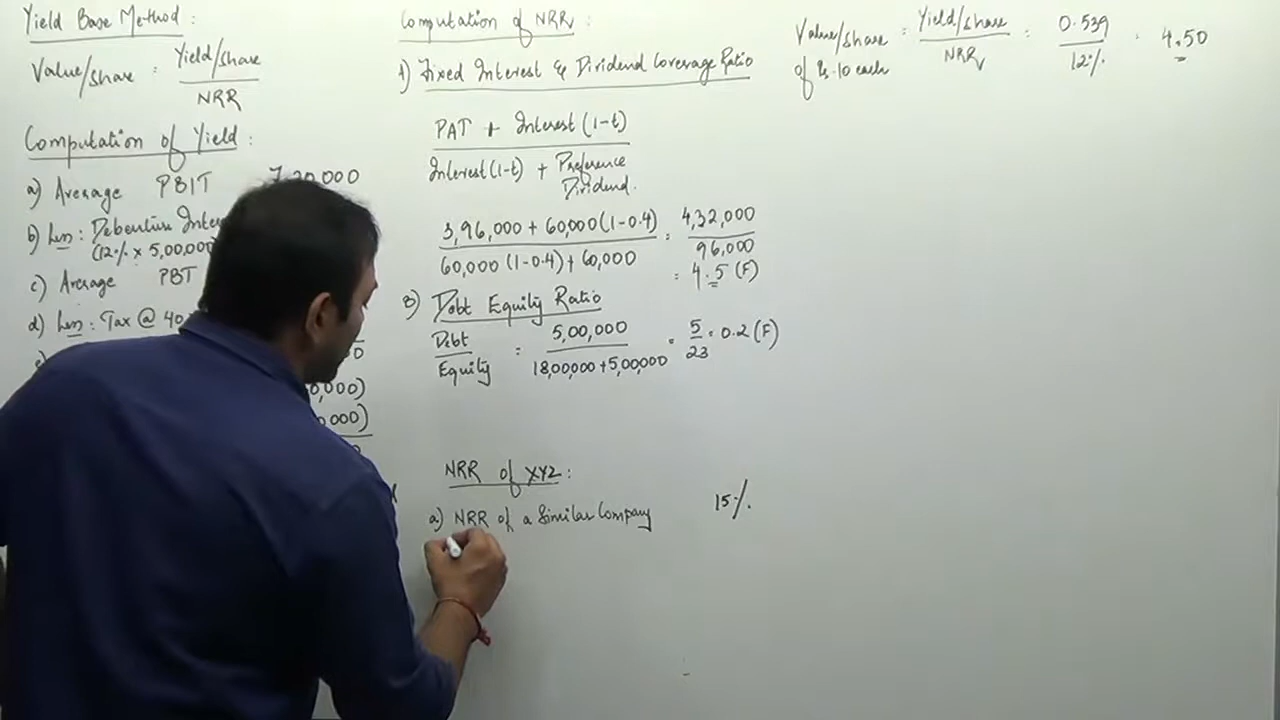 Yield Base Method :
Value/share = Yield/share
NRR
Computation of Yield :
a) Average PBIT 7,20,000
b) Less : Debenture
(12% x 5,00,000)
c) Average PBT
d) Less : Tax @ 40
0,000)
000)
Computation of NRR :
1) Fixed Interest & Dividend Coverage Ratio
PAT + Interest (1-t)
Interest (1-t) + Preference
Dividend.
3,96,000 + 60,000 (1-0.4) = 4,32,000
60,000 (1-0.4) + 60,000 96,000
= 4.5 (F)
B) Debt Equity Ratio
Debt = 5,00,000 = 5 = 0.2 (F)
Equity 18,00,000 + 5,00,000 23
NRR of XYZ :
a) NRR of a Similar Company 15%
Value/share = Yield/share = 0.539 = 4.50
of Rs.10 each NRR 12%